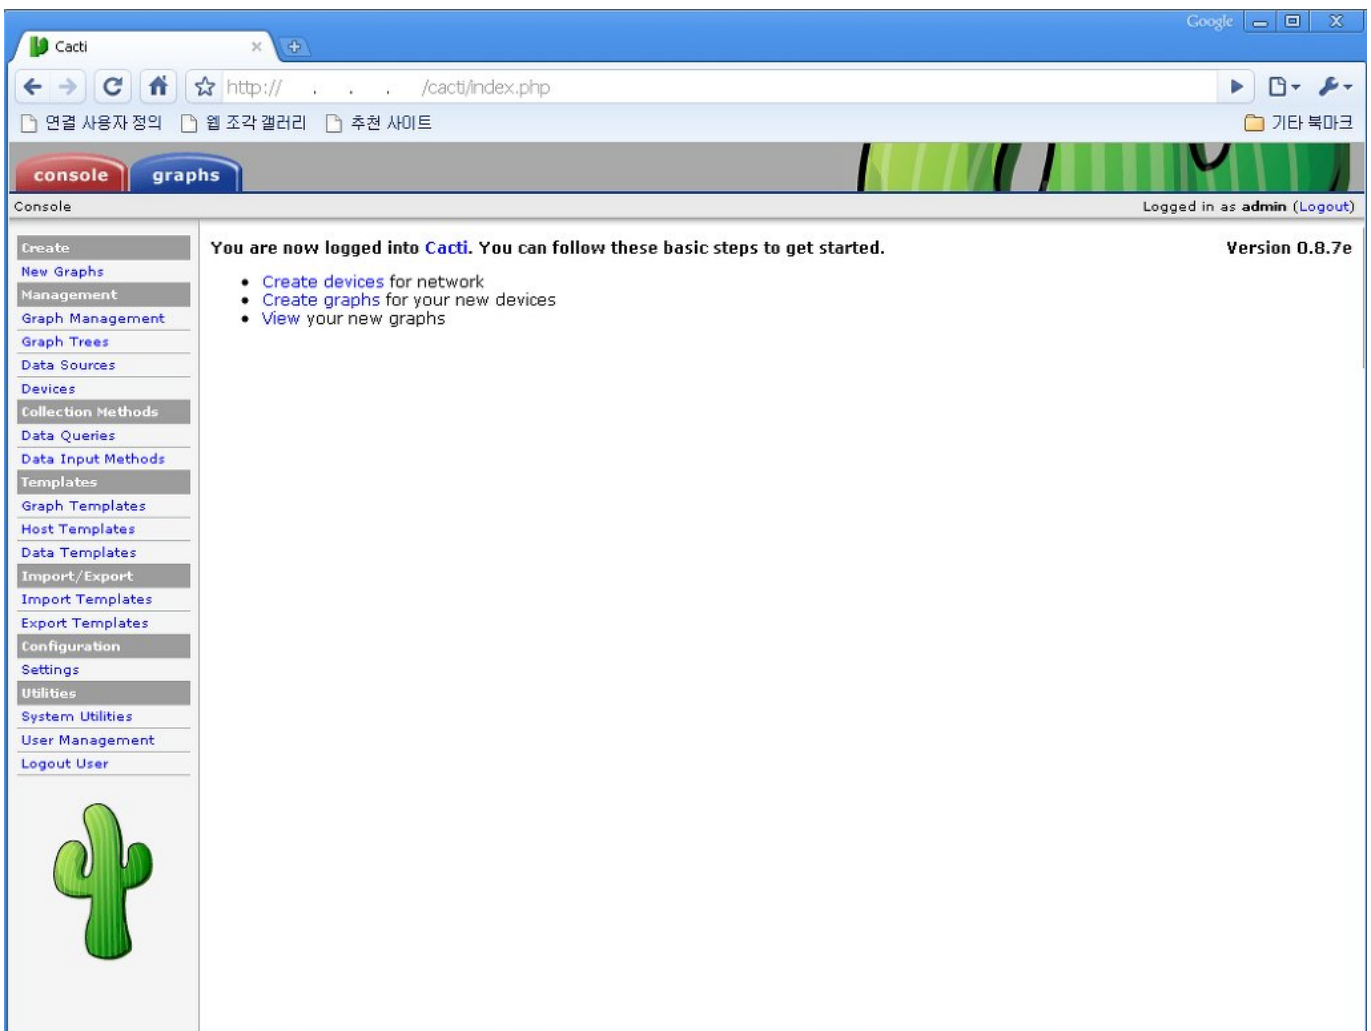 Google
Cacti
http:// . . . /cacti/index.php
연결 사용자 정의 웹 조각 갤러리 추천 사이트 기타 북마크
console graphs
Console Logged in as admin (Logout)
Create
New Graphs
Management
Graph Management
Graph Trees
Data Sources
Devices
Collection Methods
Data Queries
Data Input Methods
Templates
Graph Templates
Host Templates
Data Templates
Import/Export
Import Templates
Export Templates
Configuration
Settings
Utilities
System Utilities
User Management
Logout User
You are now logged into Cacti. You can follow these basic steps to get started. Version 0.8.7e
• Create devices for network
• Create graphs for your new devices
• View your new graphs